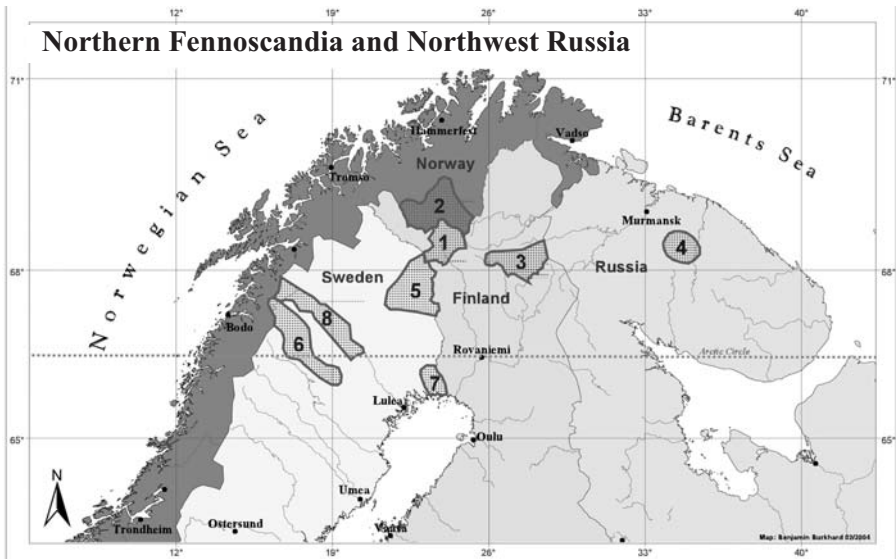 12° 19° 26° 33° 40°
Northern Fennoscandia and Northwest Russia
71° 71°
Norwegian Sea
Barents Sea
Hammerfest
Vadsø
Norway
Tromsø
2
Murmansk
1
4
3
68° Sweden Russia 68°
5 Finland
8
Bodo
6
Rovaniemi Arctic Circle
7
Lulea
65° Oulu 65°
N
Umea
Trondheim Ostersund Vaasa
Map: Benjamin Burkhard 03/2004
12° 19° 26° 33° 40°